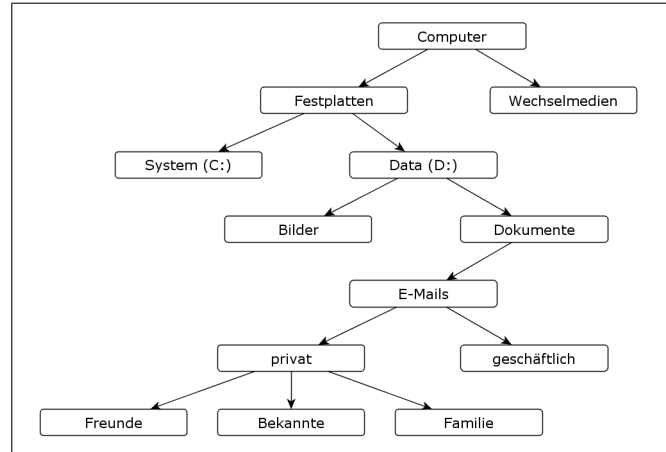 Computer
Festplatten
Wechselmedien
System (C:)
Data (D:)
Bilder
Dokumente
E-Mails
privat
geschäftlich
Freunde
Bekannte
Familie